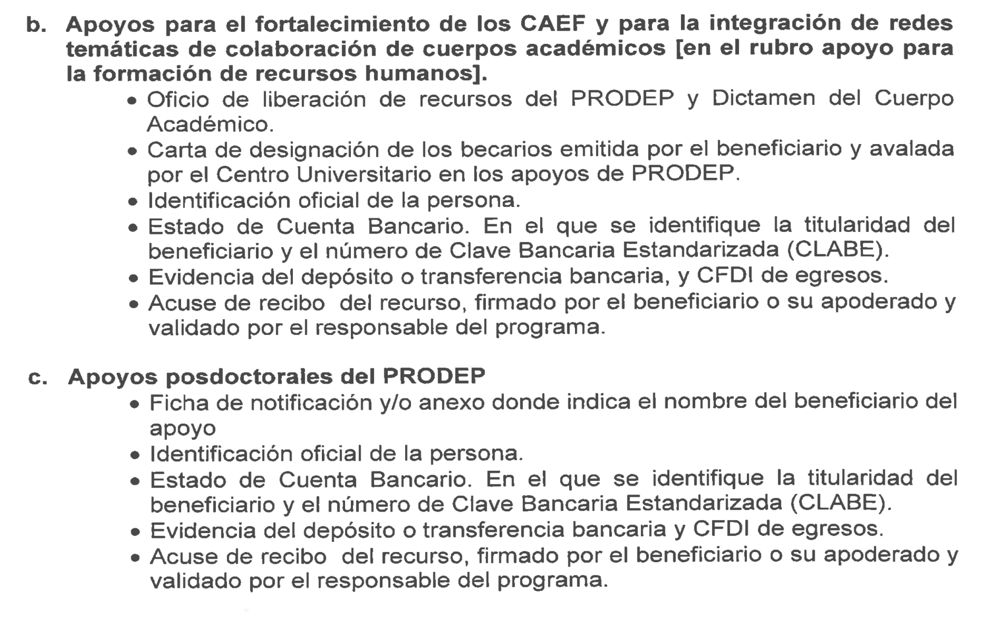 b. Apoyos para el fortalecimiento de los CAEF y para la integración de redes
temáticas de colaboración de cuerpos académicos [en el rubro apoyo para
la formación de recursos humanos].
• Oficio de liberación de recursos del PRODEP y Dictamen del Cuerpo
Académico.
• Carta de designación de los becarios emitida por el beneficiario y avalada
por el Centro Universitario en los apoyos de PRODEP.
• Identificación oficial de la persona.
• Estado de Cuenta Bancario. En el que se identifique la titularidad del
beneficiario y el número de Clave Bancaria Estandarizada (CLABE).
• Evidencia del depósito o transferencia bancaria, y CFDI de egresos.
• Acuse de recibo  del recurso, firmado por el beneficiario o su apoderado y
validado por el responsable del programa.
c. Apoyos posdoctorales del PRODEP
• Ficha de notificación y/o anexo donde indica el nombre del beneficiario del
apoyo
• Identificación oficial de la persona.
• Estado de Cuenta Bancario. En el que se identifique la titularidad del
beneficiario y el número de Clave Bancaria Estandarizada (CLABE).
• Evidencia del depósito o transferencia bancaria y CFDI de egresos.
• Acuse de recibo  del recurso, firmado por el beneficiario o su apoderado y
validado por el responsable del programa.